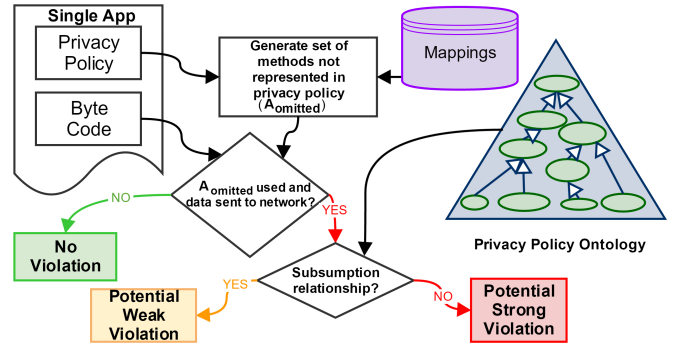 Single App
Privacy
Policy
Byte
Code
Generate set of
methods not
represented in
privacy policy
(Aomitted)
Mappings
Aomitted used and
data sent to network?
NO
YES
No
Violation
Privacy Policy Ontology
Subsumption
relationship?
YES
NO
Potential
Weak
Violation
Potential
Strong
Violation